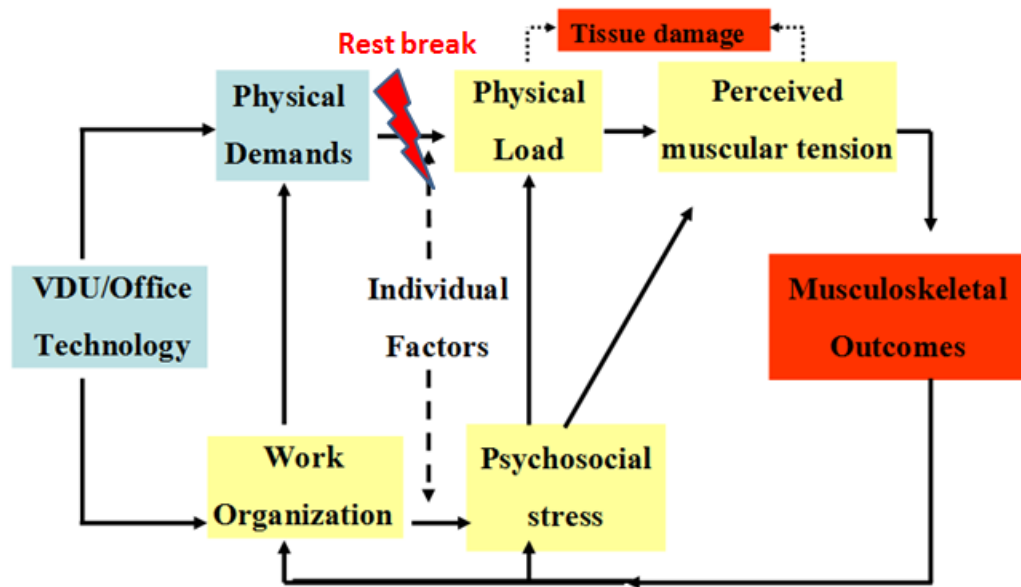 Rest break
Tissue damage
Physical
Demands
Physical
Load
Perceived
muscular tension
VDU/Office
Technology
Individual
Factors
Musculoskeletal
Outcomes
Work
Organization
Psychosocial
stress